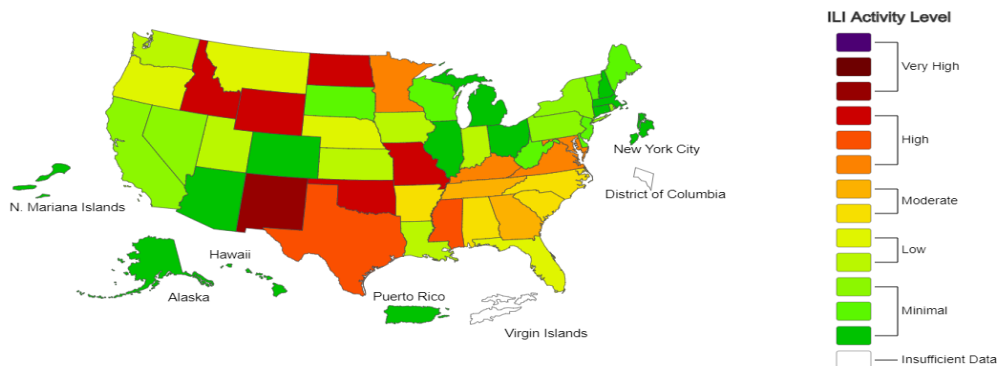 ILI Activity Level
Very High
High
Moderate
Low
Minimal
Insufficient Data
New York City
District of Columbia
N. Mariana Islands
Hawaii
Alaska
Puerto Rico
Virgin Islands